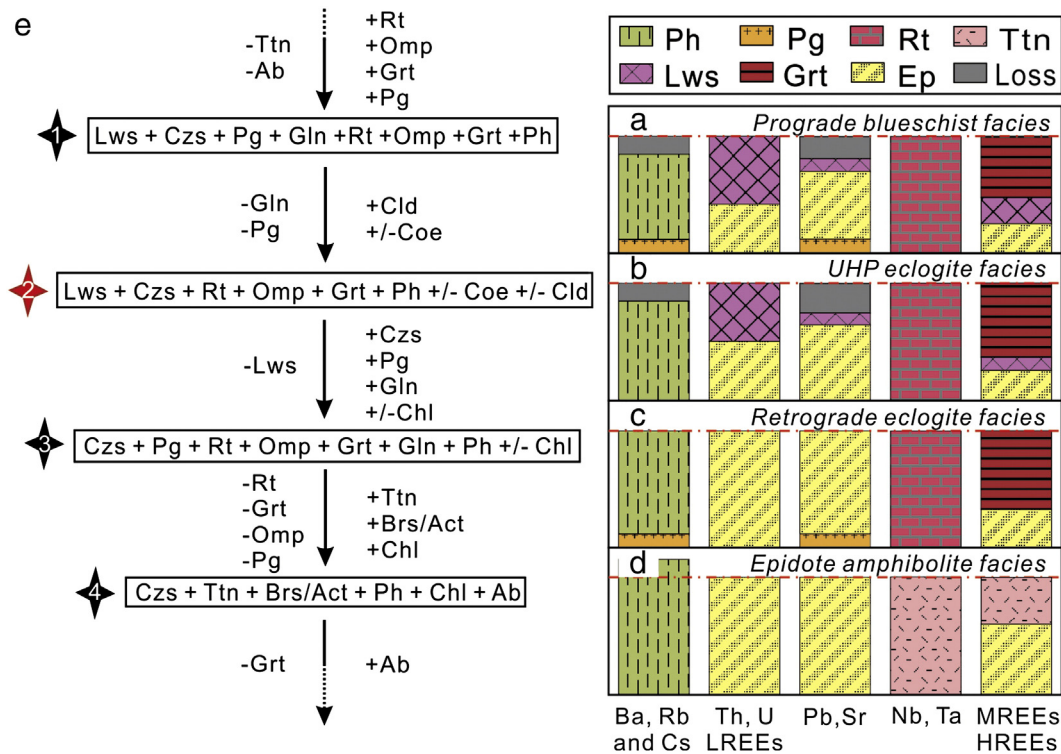 e
+Rt
-Ttn +Omp
-Ab +Grt
+Pg
1 Lws + Czs + Pg + Gln +Rt +Omp +Grt +Ph
-Gln +Cld
-Pg +/-Coe
2 Lws + Czs + Rt + Omp + Grt + Ph +/- Coe +/- Cld
+Czs
-Lws +Pg
+Gln
+/-Chl
3 Czs + Pg + Rt + Omp + Grt + Gln + Ph +/- Chl
-Rt
-Grt +Ttn
-Omp +Brs/Act
-Pg +Chl
4 Czs + Ttn + Brs/Act + Ph + Chl + Ab
-Grt +Ab
Ph Pg Rt Ttn
Lws Grt Ep Loss
a Prograde blueschist facies
b UHP eclogite facies
c Retrograde eclogite facies
d Epidote amphibolite facies
Ba, Rb Th, U Pb,Sr Nb, Ta MREEs
and Cs LREEs HREEs